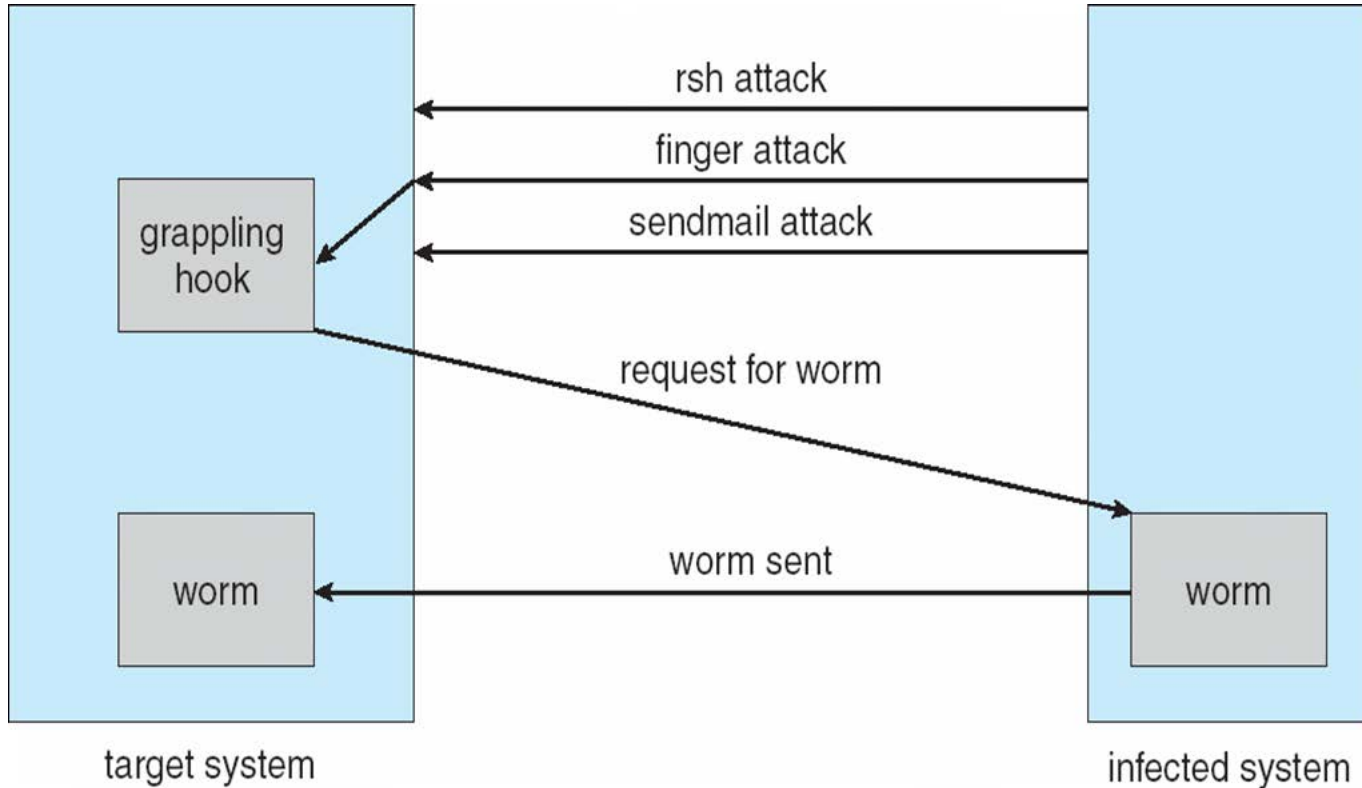 rsh attack
finger attack
sendmail attack
grappling
hook
request for worm
worm sent
worm
worm
target system
infected system